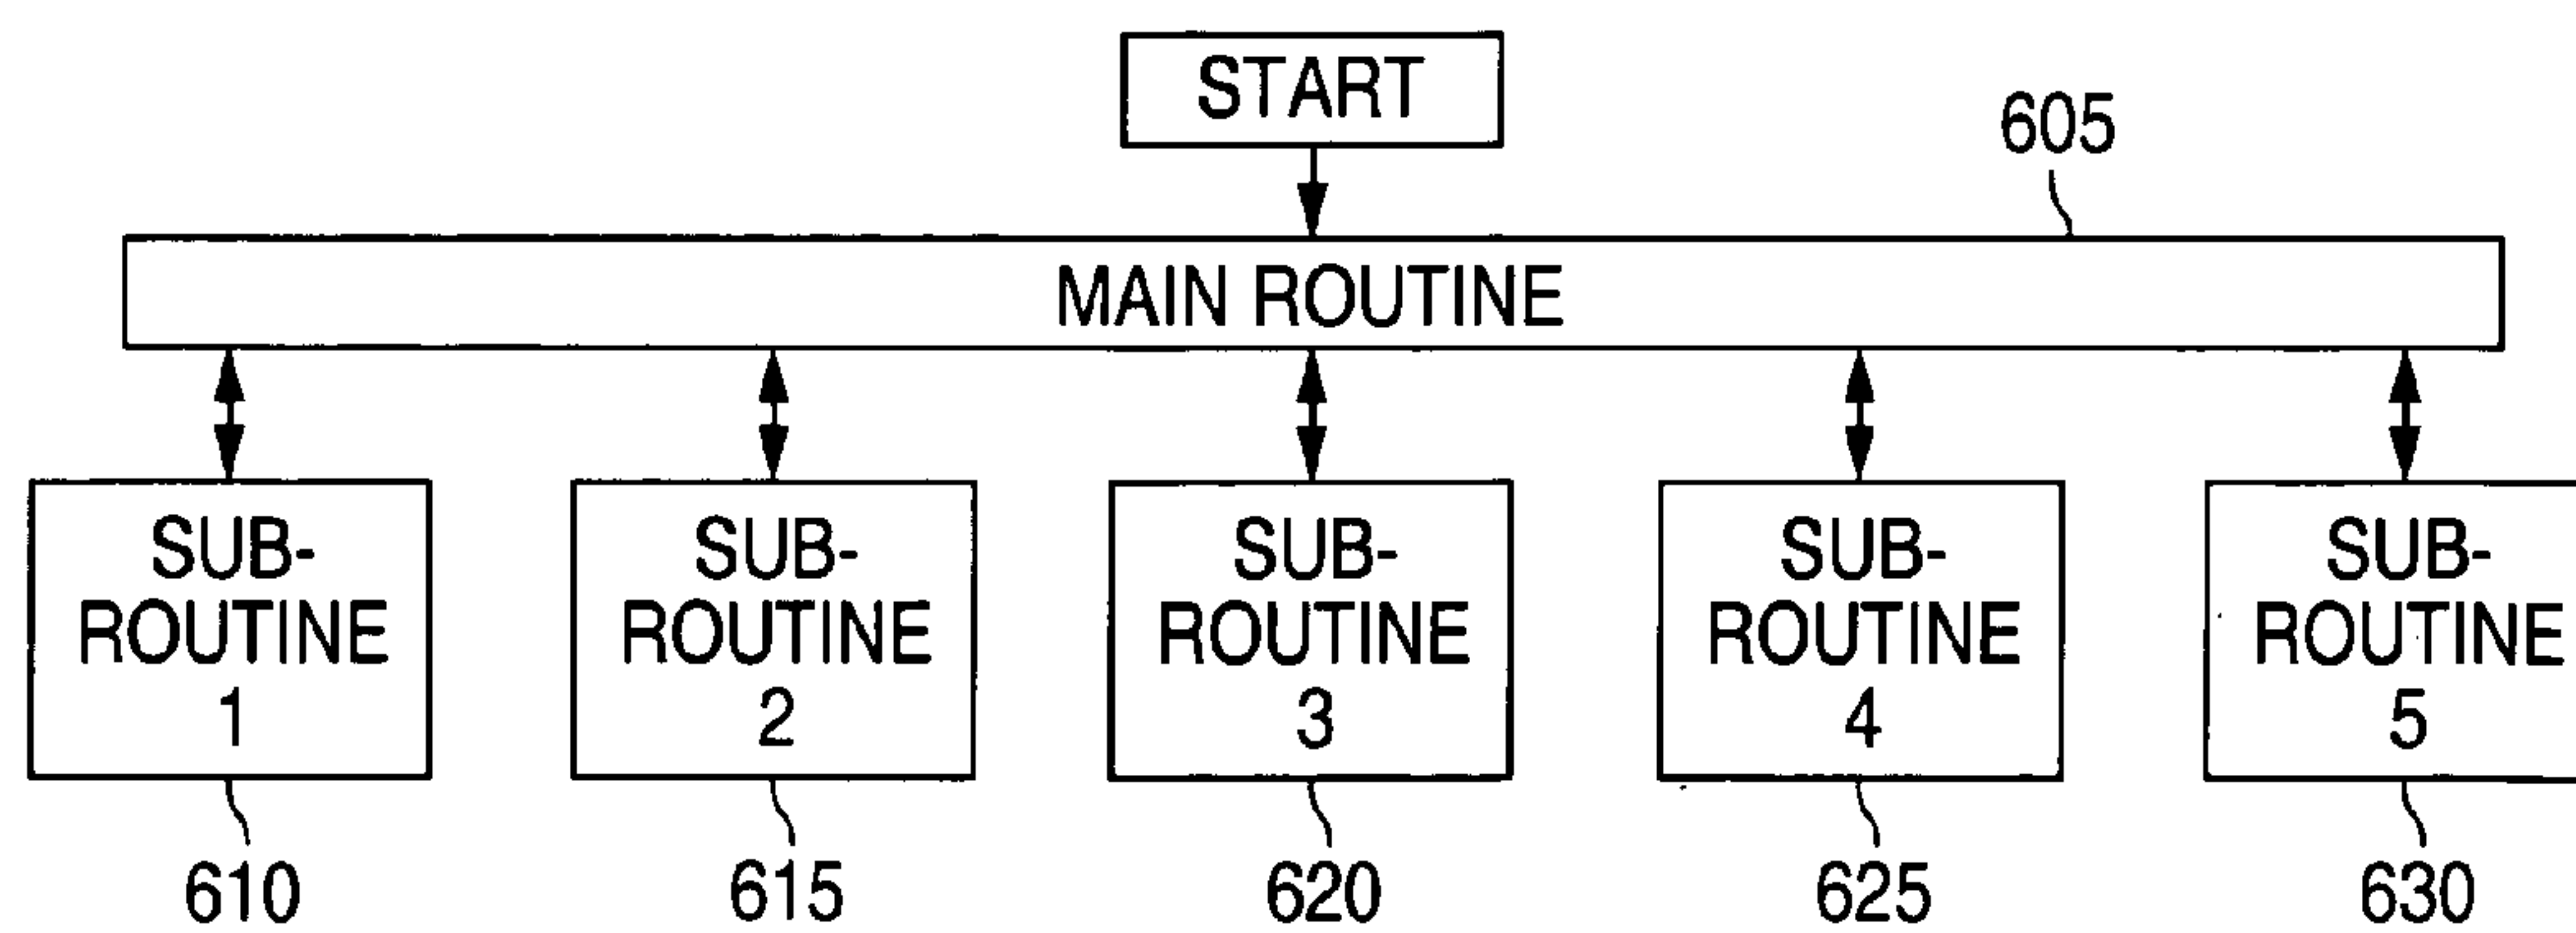 START
605
MAIN ROUTINE
SUB-
ROUTINE
1
SUB-
ROUTINE
2
SUB-
ROUTINE
3
SUB-
ROUTINE
4
SUB-
ROUTINE
5
610
615
620
625
630